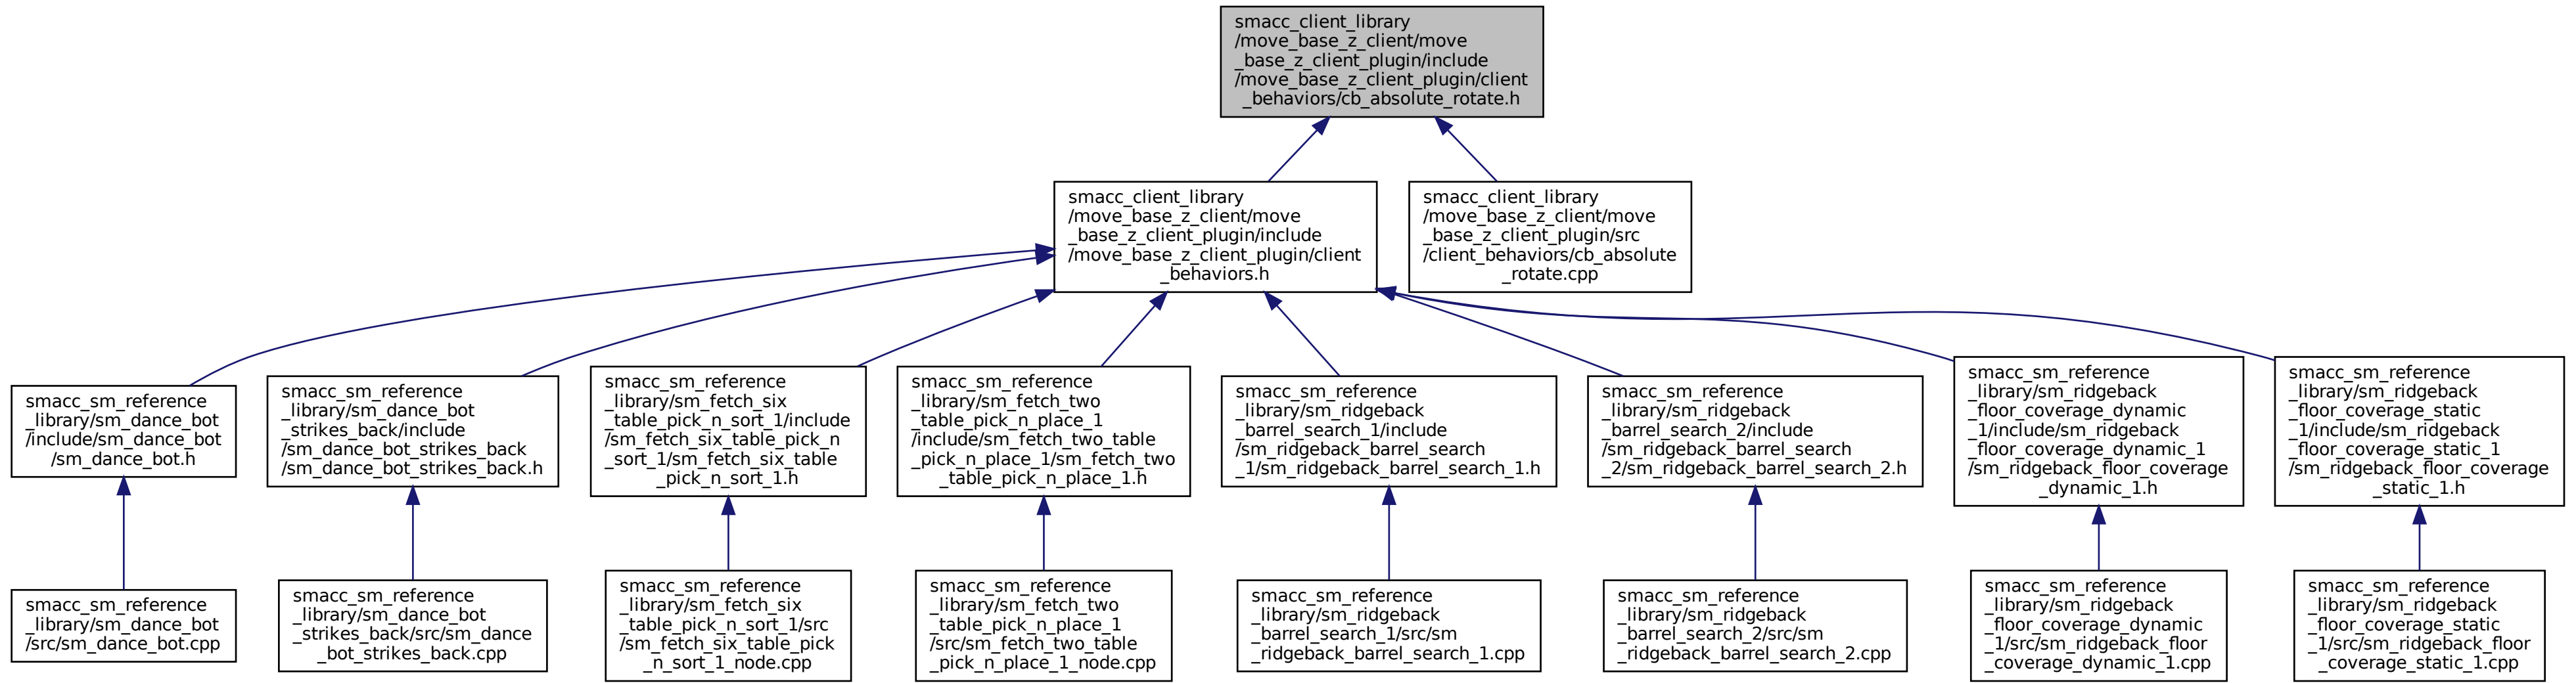 smacc_client_library
/move_base_z_client/move
_base_z_client_plugin/include
/move_base_z_client_plugin/client
_behaviors/cb_absolute_rotate.h
smacc_client_library
/move_base_z_client/move
_base_z_client_plugin/include
/move_base_z_client_plugin/client
_behaviors.h
smacc_client_library
/move_base_z_client/move
_base_z_client_plugin/src
/client_behaviors/cb_absolute
_rotate.cpp
smacc_sm_reference
_library/sm_dance_bot
/include/sm_dance_bot
/sm_dance_bot.h
smacc_sm_reference
_library/sm_dance_bot
_strikes_back/include
/sm_dance_bot_strikes_back
/sm_dance_bot_strikes_back.h
smacc_sm_reference
_library/sm_fetch_six
_table_pick_n_sort_1/include
/sm_fetch_six_table_pick_n
_sort_1/sm_fetch_six_table
_pick_n_sort_1.h
smacc_sm_reference
_library/sm_fetch_two
_table_pick_n_place_1
/include/sm_fetch_two_table
_pick_n_place_1/sm_fetch_two
_table_pick_n_place_1.h
smacc_sm_reference
_library/sm_ridgeback
_barrel_search_1/include
/sm_ridgeback_barrel_search
_1/sm_ridgeback_barrel_search_1.h
smacc_sm_reference
_library/sm_ridgeback
_barrel_search_2/include
/sm_ridgeback_barrel_search
_2/sm_ridgeback_barrel_search_2.h
smacc_sm_reference
_library/sm_ridgeback
_floor_coverage_dynamic
_1/include/sm_ridgeback
_floor_coverage_dynamic_1
/sm_ridgeback_floor_coverage
_dynamic_1.h
smacc_sm_reference
_library/sm_ridgeback
_floor_coverage_static
_1/include/sm_ridgeback
_floor_coverage_static_1
/sm_ridgeback_floor_coverage
_static_1.h
smacc_sm_reference
_library/sm_dance_bot
/src/sm_dance_bot.cpp
smacc_sm_reference
_library/sm_dance_bot
_strikes_back/src/sm_dance
_bot_strikes_back.cpp
smacc_sm_reference
_library/sm_fetch_six
_table_pick_n_sort_1/src
/sm_fetch_six_table_pick
_n_sort_1_node.cpp
smacc_sm_reference
_library/sm_fetch_two
_table_pick_n_place_1
/src/sm_fetch_two_table
_pick_n_place_1_node.cpp
smacc_sm_reference
_library/sm_ridgeback
_barrel_search_1/src/sm
_ridgeback_barrel_search_1.cpp
smacc_sm_reference
_library/sm_ridgeback
_barrel_search_2/src/sm
_ridgeback_barrel_search_2.cpp
smacc_sm_reference
_library/sm_ridgeback
_floor_coverage_dynamic
_1/src/sm_ridgeback_floor
_coverage_dynamic_1.cpp
smacc_sm_reference
_library/sm_ridgeback
_floor_coverage_static
_1/src/sm_ridgeback_floor
_coverage_static_1.cpp